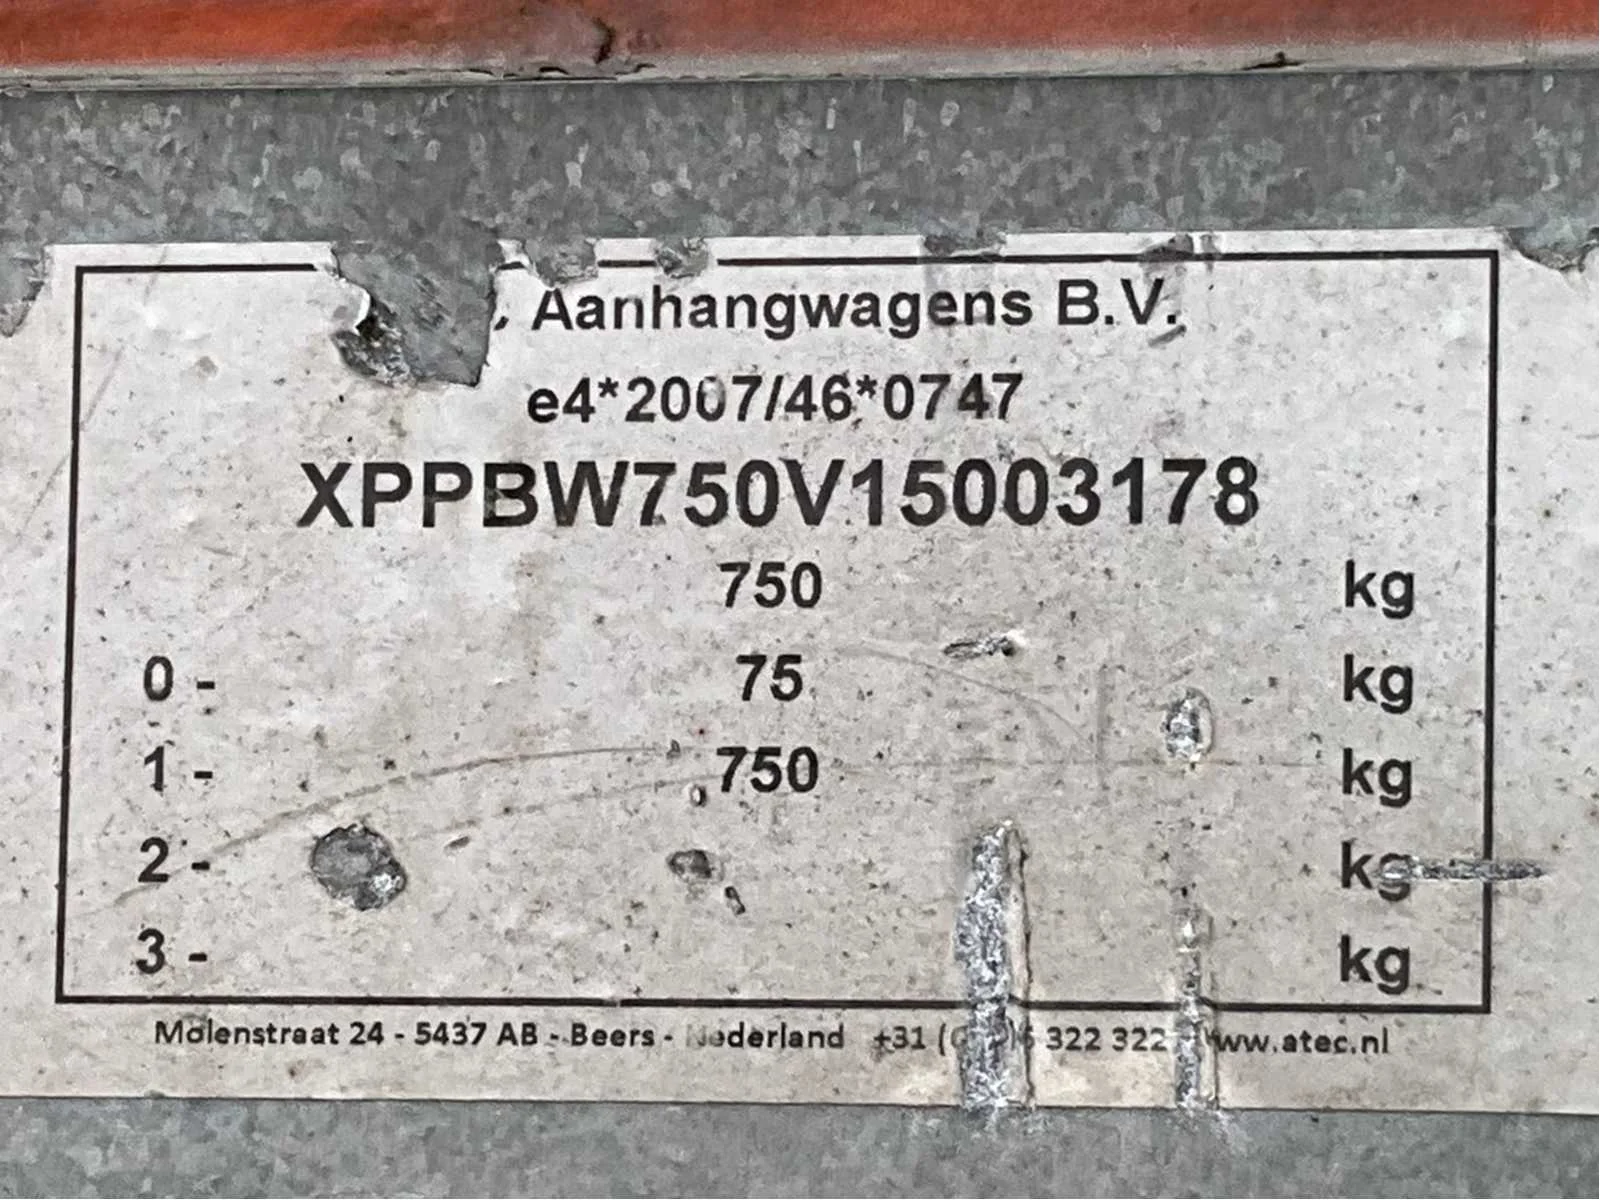 Aanhangwagens B.V.
e4*2007/46*0747
XPPBW750V15003178
750 kg
0 - 75 kg
1 - 750 kg
2 - kg
3 - kg
Molenstraat 24 - 5437 AB - Beers - Nederland +31 ( 322 322 www.atec.nl